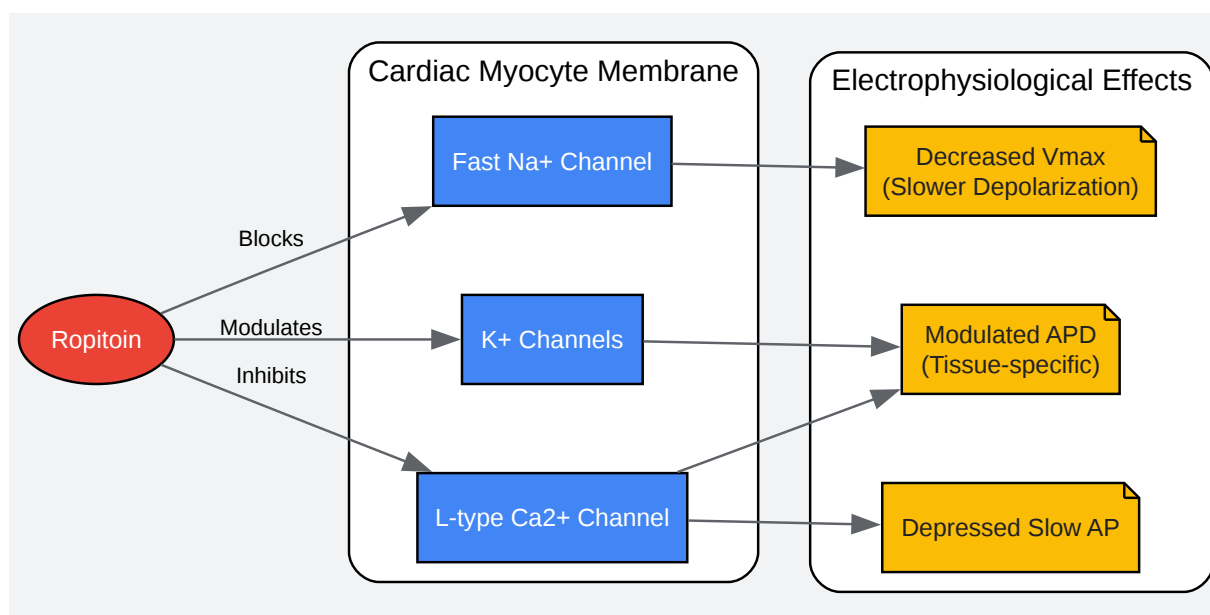 Cardiac Myocyte Membrane
Electrophysiological Effects
Fast Na+ Channel
Decreased Vmax
(Slower Depolarization)
Blocks
Ropitoin
Modulates
K+ Channels
Modulated APD
(Tissue-specific)
Inhibits
L-type Ca2+ Channel
Depressed Slow AP